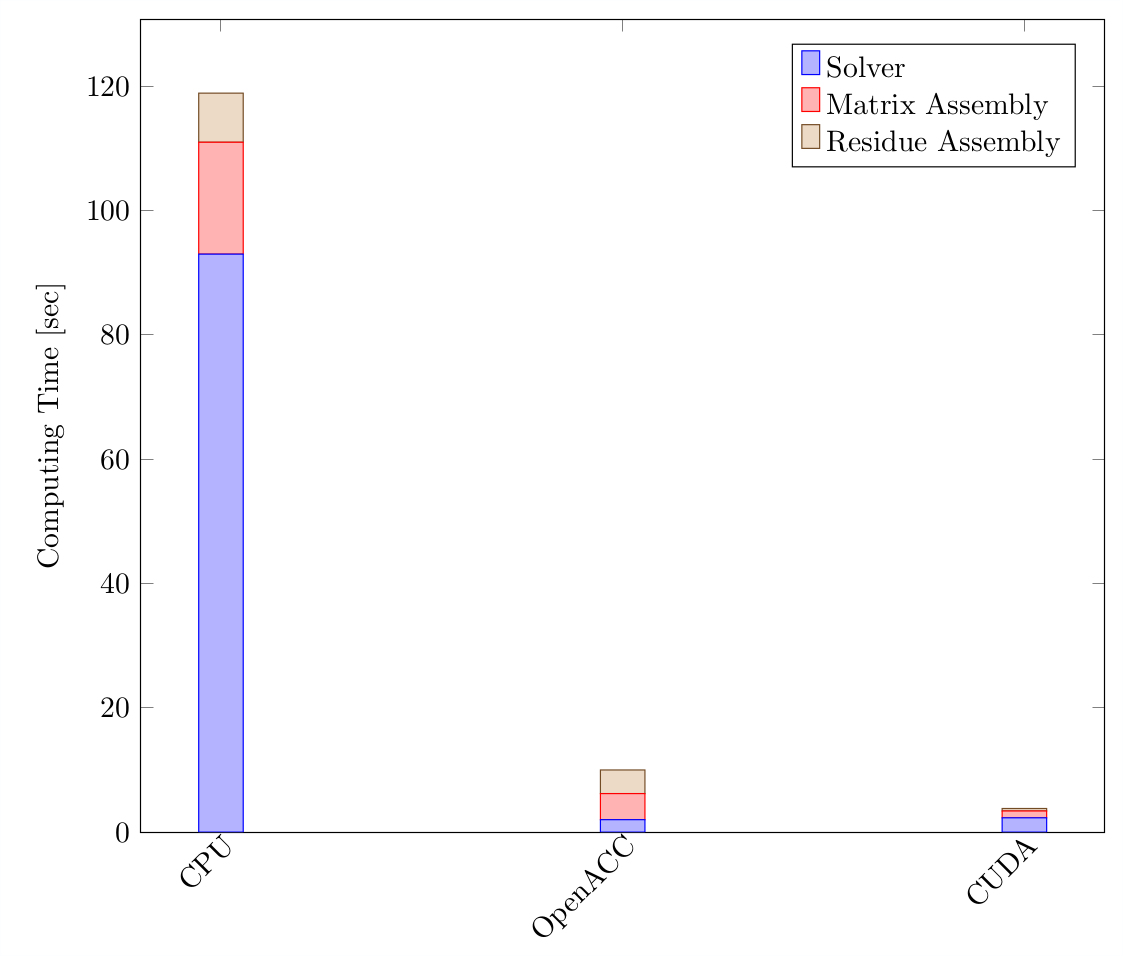 Solver
Matrix Assembly
Residue Assembly
120
100
80
60
40
20
0
Computing Time [sec]
CPU
OpenACC
CUDA